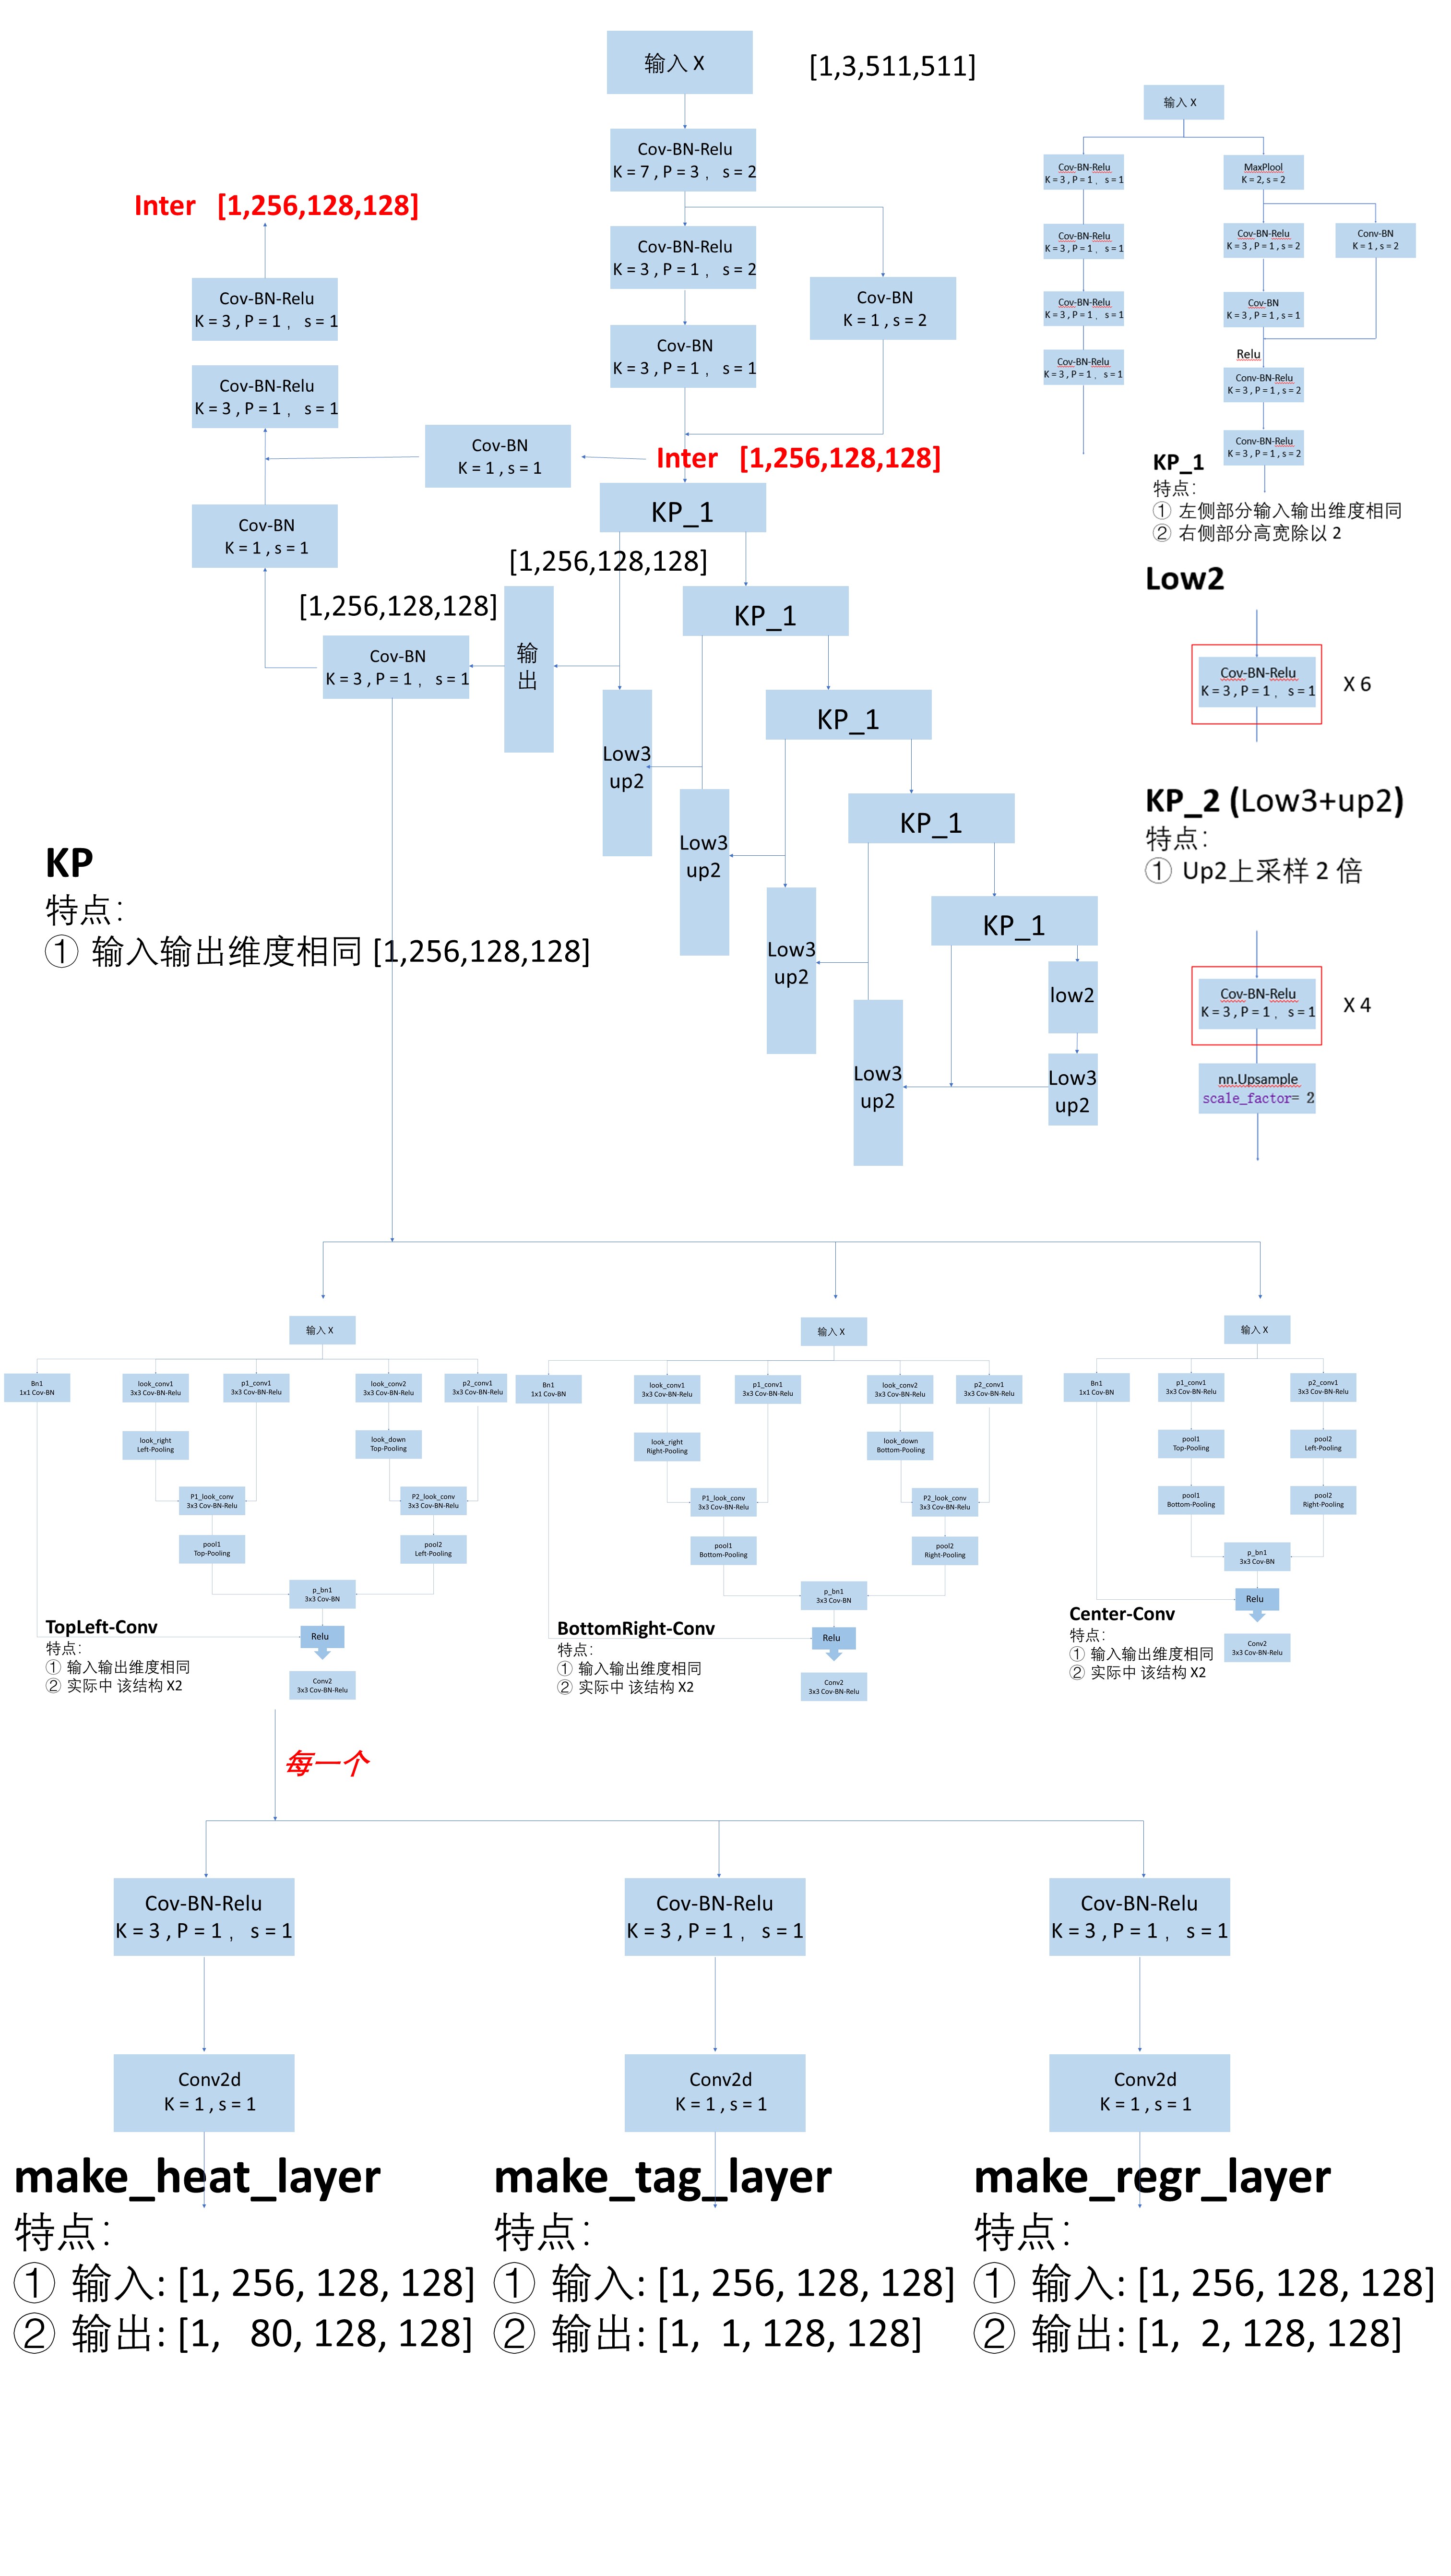 输入 X
[1,3,511,511]
Cov-BN-Relu
K = 7 , P = 3 , s = 2
Cov-BN-Relu
K = 3 , P = 1 , s = 2
Cov-BN
K = 1 , s = 2
Cov-BN
K = 3 , P = 1 , s = 1
Inter [1,256,128,128]
Cov-BN-Relu
K = 3 , P = 1 , s = 1
Cov-BN-Relu
K = 3 , P = 1 , s = 1
Cov-BN
K = 1 , s = 1
Inter [1,256,128,128]
Cov-BN
K = 1 , s = 1
KP_1
[1,256,128,128]
[1,256,128,128]
输
出
Cov-BN
K = 3 , P = 1 , s = 1
KP_1
KP_1
KP_1
KP_1
Low3
up2
Low3
up2
Low3
up2
Low3
up2
low2
Low3
up2
KP
特点：
① 输入输出维度相同 [1,256,128,128]
输入 X
Cov-BN-Relu
K = 3 , P = 1 , s = 1
Cov-BN-Relu
K = 3 , P = 1 , s = 1
Cov-BN-Relu
K = 3 , P = 1 , s = 1
Cov-BN-Relu
K = 3 , P = 1 , s = 1
MaxPlool
K = 2, s = 2
Cov-BN-Relu
K = 3 , P = 1 , s = 2
Conv-BN
K = 1 , s = 2
Cov-BN
K = 3 , P = 1 , s = 1
Relu
Conv-BN-Relu
K = 3 , P = 1 , s = 2
Conv-BN-Relu
K = 3 , P = 1 , s = 2
KP_1
特点：
① 左侧部分输入输出维度相同
② 右侧部分高宽除以 2
Low2
Cov-BN-Relu
K = 3 , P = 1 , s = 1
X 6
KP_2 (Low3+up2)
特点：
① Up2上采样 2 倍
Cov-BN-Relu
K = 3 , P = 1 , s = 1
X 4
nn.Upsample
scale_factor= 2
输入 X
Bn1
1x1 Cov-BN
look_conv1
3x3 Cov-BN-Relu
p1_conv1
3x3 Cov-BN-Relu
look_conv2
3x3 Cov-BN-Relu
p2_conv1
3x3 Cov-BN-Relu
look_right
Left-Pooling
look_down
Top-Pooling
P1_look_conv
3x3 Cov-BN-Relu
P2_look_conv
3x3 Cov-BN-Relu
pool1
Top-Pooling
pool2
Left-Pooling
p_bn1
3x3 Cov-BN
Relu
Conv2
3x3 Cov-BN-Relu
TopLeft-Conv
特点：
① 输入输出维度相同
② 实际中 该结构 X2
输入 X
Bn1
1x1 Cov-BN
look_conv1
3x3 Cov-BN-Relu
p1_conv1
3x3 Cov-BN-Relu
look_conv2
3x3 Cov-BN-Relu
p2_conv1
3x3 Cov-BN-Relu
look_right
Right-Pooling
look_down
Bottom-Pooling
P1_look_conv
3x3 Cov-BN-Relu
P2_look_conv
3x3 Cov-BN-Relu
pool1
Bottom-Pooling
pool2
Right-Pooling
p_bn1
3x3 Cov-BN
Relu
Conv2
3x3 Cov-BN-Relu
BottomRight-Conv
特点：
① 输入输出维度相同
② 实际中 该结构 X2
输入 X
Bn1
1x1 Cov-BN
p1_conv1
3x3 Cov-BN-Relu
p2_conv1
3x3 Cov-BN-Relu
pool1
Top-Pooling
pool2
Left-Pooling
pool1
Bottom-Pooling
pool2
Right-Pooling
p_bn1
3x3 Cov-BN
Relu
Conv2
3x3 Cov-BN-Relu
Center-Conv
特点：
① 输入输出维度相同
② 实际中 该结构 X2
每一个
Cov-BN-Relu
K = 3 , P = 1 , s = 1
Conv2d
K = 1 , s = 1
make_heat_layer
特点：
① 输入: [1, 256, 128, 128]
② 输出: [1, 80, 128, 128]
Cov-BN-Relu
K = 3 , P = 1 , s = 1
Conv2d
K = 1 , s = 1
make_tag_layer
特点：
① 输入: [1, 256, 128, 128]
② 输出: [1, 1, 128, 128]
Cov-BN-Relu
K = 3 , P = 1 , s = 1
Conv2d
K = 1 , s = 1
make_regr_layer
特点：
① 输入: [1, 256, 128, 128]
② 输出: [1, 2, 128, 128]